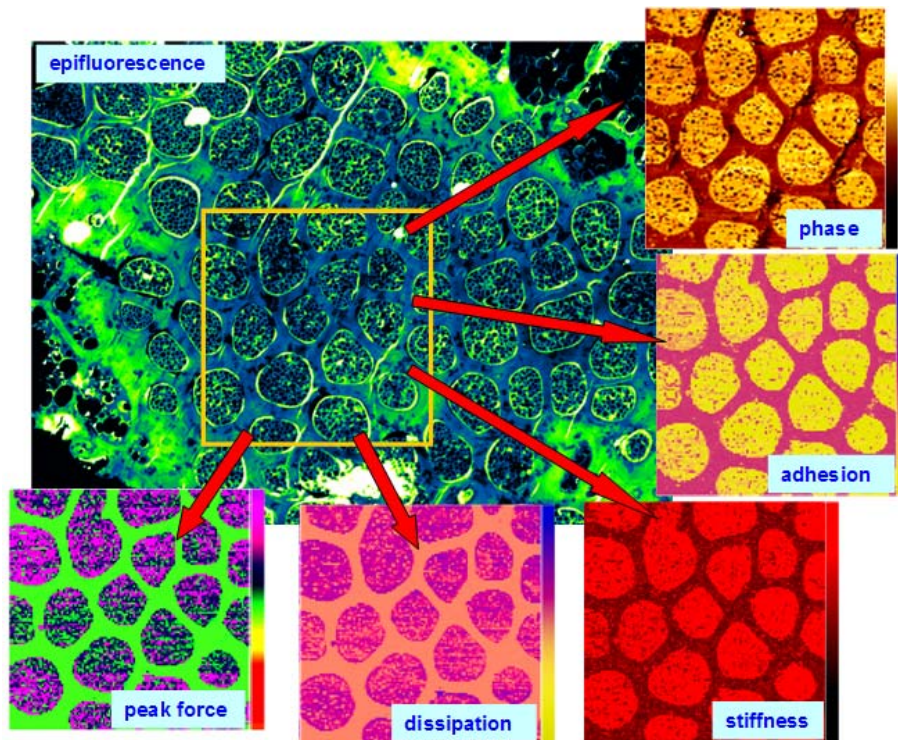 epifluorescence
phase
adhesion
peak force
dissipation
stiffness